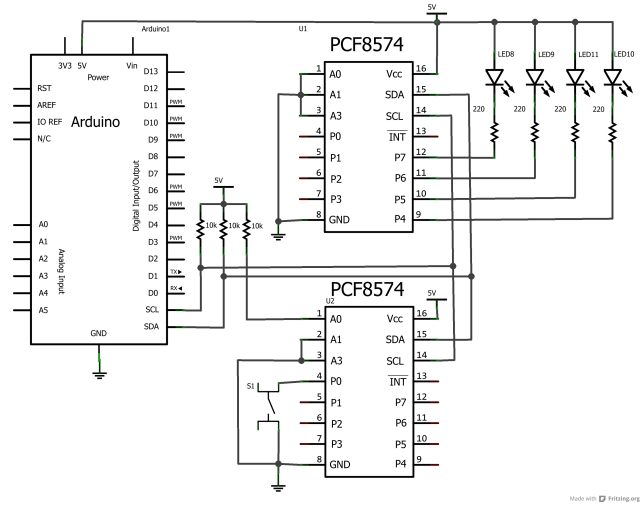 5V
Arduino1
U1
PCF8574
3V3 5V Vin
Power
Arduino
RST
AREF
IO REF
N/C
A0
A1
A2
A3
A4
A5
Analog Input
Digital Input/Output
D13
D12
D11 PWM
D10 PWM
D9 PWM
D8
D7
D6 PWM
D5 PWM
D4
D3 PWM
D2
D1 TX▶
D0 RX◀
SCL
SDA
GND
5V
10k 10k 10k
1 A0 Vcc 16
2 A1 SDA 15
3 A3 SCL 14
4 P0 INT 13
5 P1 P7 12
6 P2 P6 11
7 P3 P5 10
8 GND P4 9
LED8 LED9 LED11 LED10
220 220 220 220
PCF8574
U2
5V
1 A0 Vcc 16
2 A1 SDA 15
3 A3 SCL 14
4 P0 INT 13
5 P1 P7 12
6 P2 P6 11
7 P3 P5 10
8 GND P4 9
S1
Made with Fritzing.org